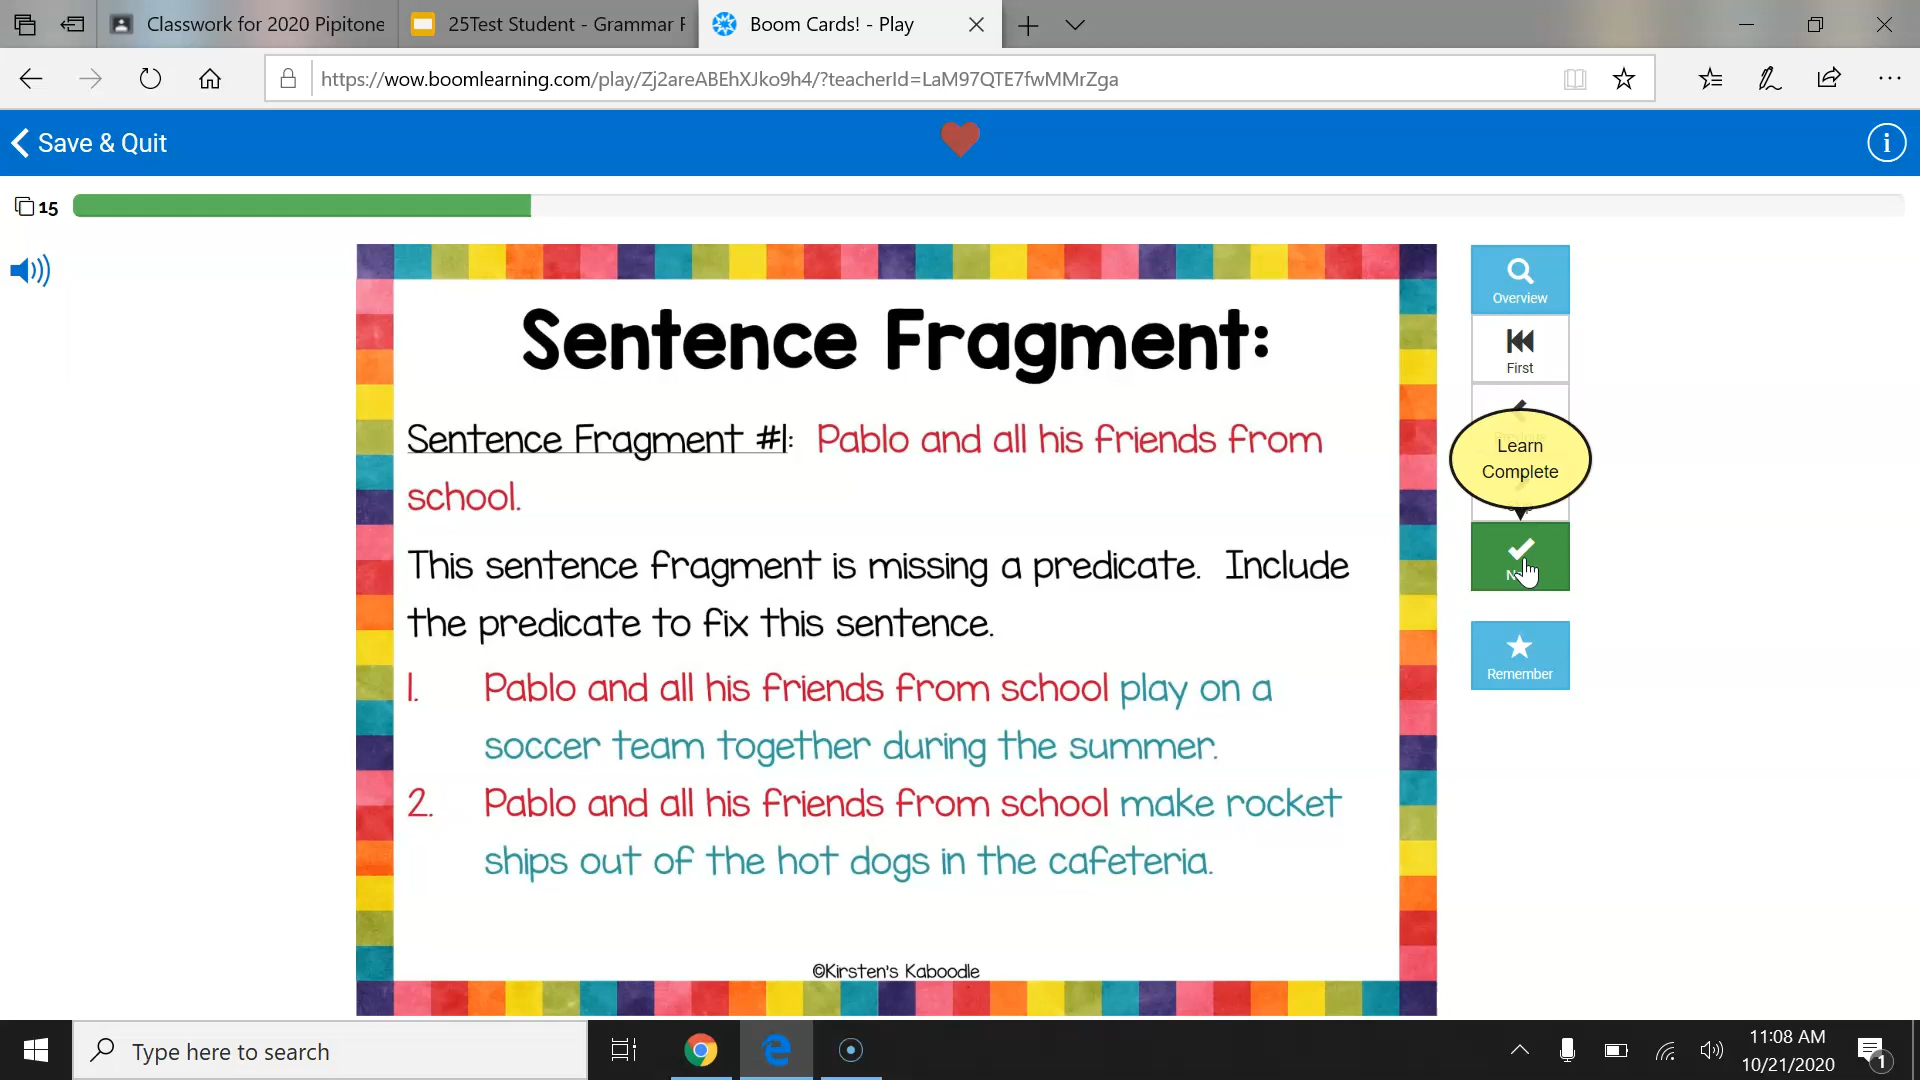 Classwork for 2020 Pipitone
25Test Student - Grammar
Boom Cards! - Play
https://wow.boomlearning.com/play/Zj2areABEhXJko9h4/?teacherId=LaM97QTE7fwMMrZga
Save & Quit
15
Sentence Fragment:
Overview
First
Sentence Fragment #1: Pablo and all his friends from
school.
Learn
Complete
This sentence fragment is missing a predicate. Include
the predicate to fix this sentence.
1. Pablo and all his friends from school play on a
soccer team together during the summer.
2. Pablo and all his friends from school make rocket
ships out of the hot dogs in the cafeteria.
Remember
©Kirsten's Kaboodle
Type here to search
11:08 AM
10/21/2020
1